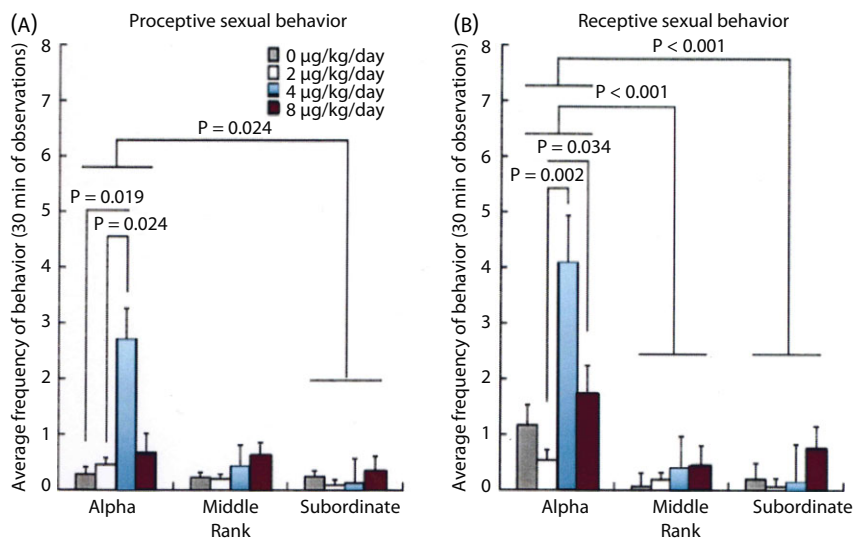 (A)
Proceptive sexual behavior
Average frequency of behavior (30 min of observations)
8
7
6
5
4
3
2
1
0
0 µg/kg/day
2 µg/kg/day
4 µg/kg/day
8 µg/kg/day
P = 0.024
P = 0.019
P = 0.024
Alpha
Middle
Subordinate
Rank
(B)
Receptive sexual behavior
Average frequency of behavior (30 min of observations)
8
7
6
5
4
3
2
1
0
P < 0.001
P < 0.001
P = 0.034
P = 0.002
Alpha
Middle
Subordinate
Rank